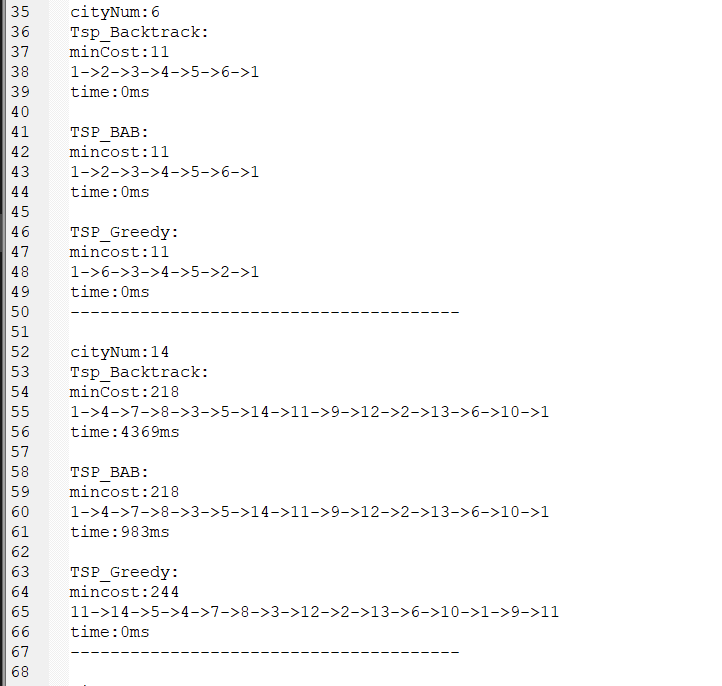 35 cityNum:6
36 Tsp_Backtrack:
37 minCost:11
38 1->2->3->4->5->6->1
39 time:0ms
40
41 TSP_BAB:
42 mincost:11
43 1->2->3->4->5->6->1
44 time:0ms
45
46 TSP_Greedy:
47 mincost:11
48 1->6->3->4->5->2->1
49 time:0ms
50 ---------------------------------------
51
52 cityNum:14
53 Tsp_Backtrack:
54 minCost:218
55 1->4->7->8->3->5->14->11->9->12->2->13->6->10->1
56 time:4369ms
57
58 TSP_BAB:
59 mincost:218
60 1->4->7->8->3->5->14->11->9->12->2->13->6->10->1
61 time:983ms
62
63 TSP_Greedy:
64 mincost:244
65 11->14->5->4->7->8->3->12->2->13->6->10->1->9->11
66 time:0ms
67 ---------------------------------------
68